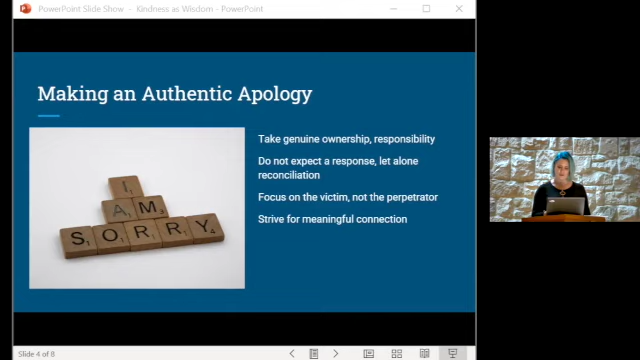 PowerPoint Slide Show - Kindness as Wisdom - PowerPoint
Making an Authentic Apology
I
AM
SORRY
Take genuine ownership, responsibility
Do not expect a response, let alone
reconciliation
Focus on the victim, not the perpetrator
Strive for meaningful connection
Slide 4 of 8